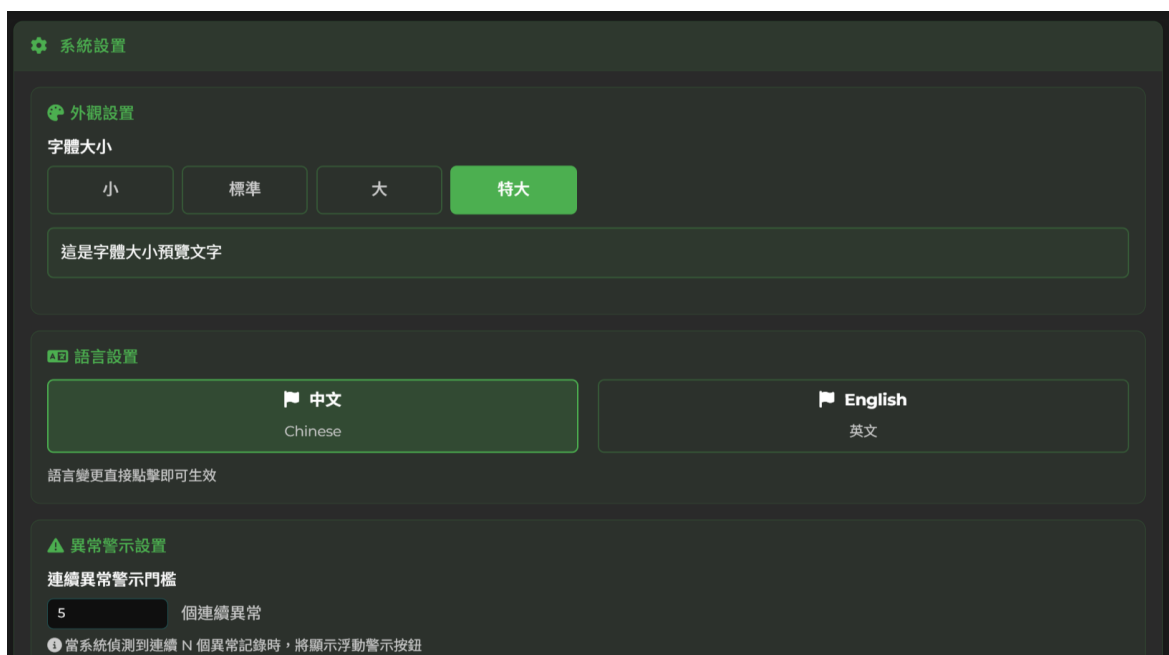 系統設置
外觀設置
字體大小
小 標準 大 特大
這是字體大小預覽文字
語言設置
中文 English
Chinese 英文
語言變更直接點擊即可生效
異常警示設置
連續異常警示門檻
5 個連續異常
當系統偵測到連續 N 個異常記錄時，將顯示浮動警示按鈕